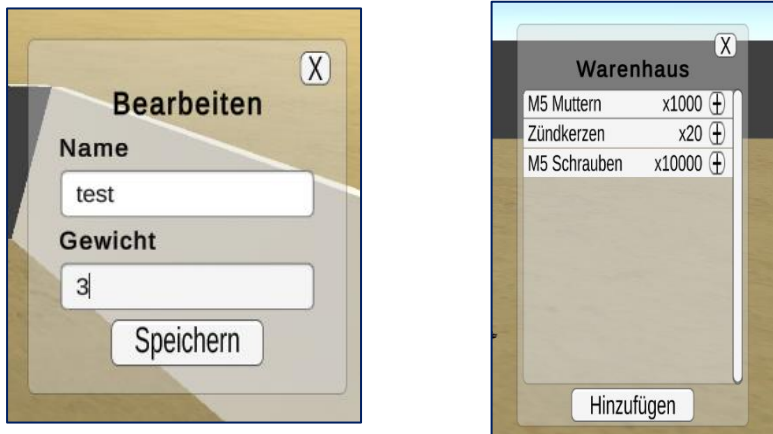 X
Bearbeiten
Name
test
Gewicht
3
Speichern
X
Warenhaus
M5 Muttern x1000 +
Zündkerzen x20 +
M5 Schrauben x10000 +
Hinzufügen